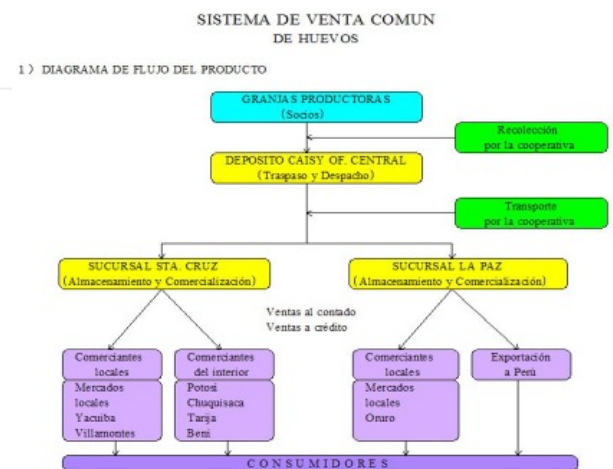 SISTEMA DE VENTA COMUN
DE HUEVOS
1) DIAGRAMA DE FLUJO DEL PRODUCTO
GRANJAS PRODUCTORAS
(Socios)
Recolección
por la cooperativa
DEPOSITO CAISY OF. CENTRAL
(Traspaso y Despacho)
Transporte
por la cooperativa
SUCURSAL STA. CRUZ
(Almacenamiento y Comercialización)
SUCURSAL LA PAZ
(Almacenamiento y Comercialización)
Ventas al contado
Ventas a crédito
Comerciantes
locales
Mercados
locales
Yacuiba
Villamontes
Comerciantes
del interior
Potosi
Chuquisaca
Tarija
Beni
Comerciantes
locales
Mercados
locales
Oruro
Exportación
a Perú
CONSUMIDORES